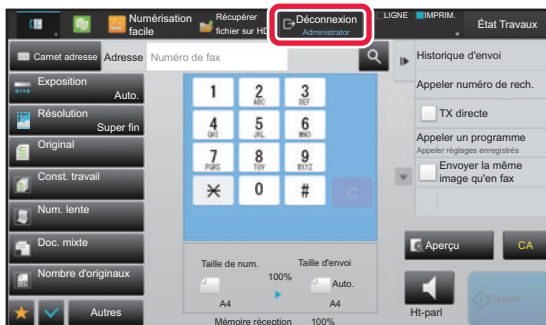 Numérisation facile
Récupérer fichier sur HD
Déconnexion
Administrator
LIGNE
IMPRIM.
État Travaux
Carnet adresse
Adresse
Numéro de fax
Historique d'envoi
Exposition
Auto.
Appeler numéro de rech.
Résolution
Super fin
TX directe
Original
Appeler un programme
Appeler réglages enregistrés
Const. travail
Envoyer la même image qu'en fax
Num. lente
Doc. mixte
Nombre d'originaux
Autres
1
2
ABC
3
DEF
4
GHI
5
JKL
6
MNO
7
PQRS
8
TUV
9
WXYZ
0
#
C
Taille de num.
100%
Taille d'envoi
Auto.
A4
A4
Mémoire réception 100%
Aperçu
CA
Ht-parl
Départ